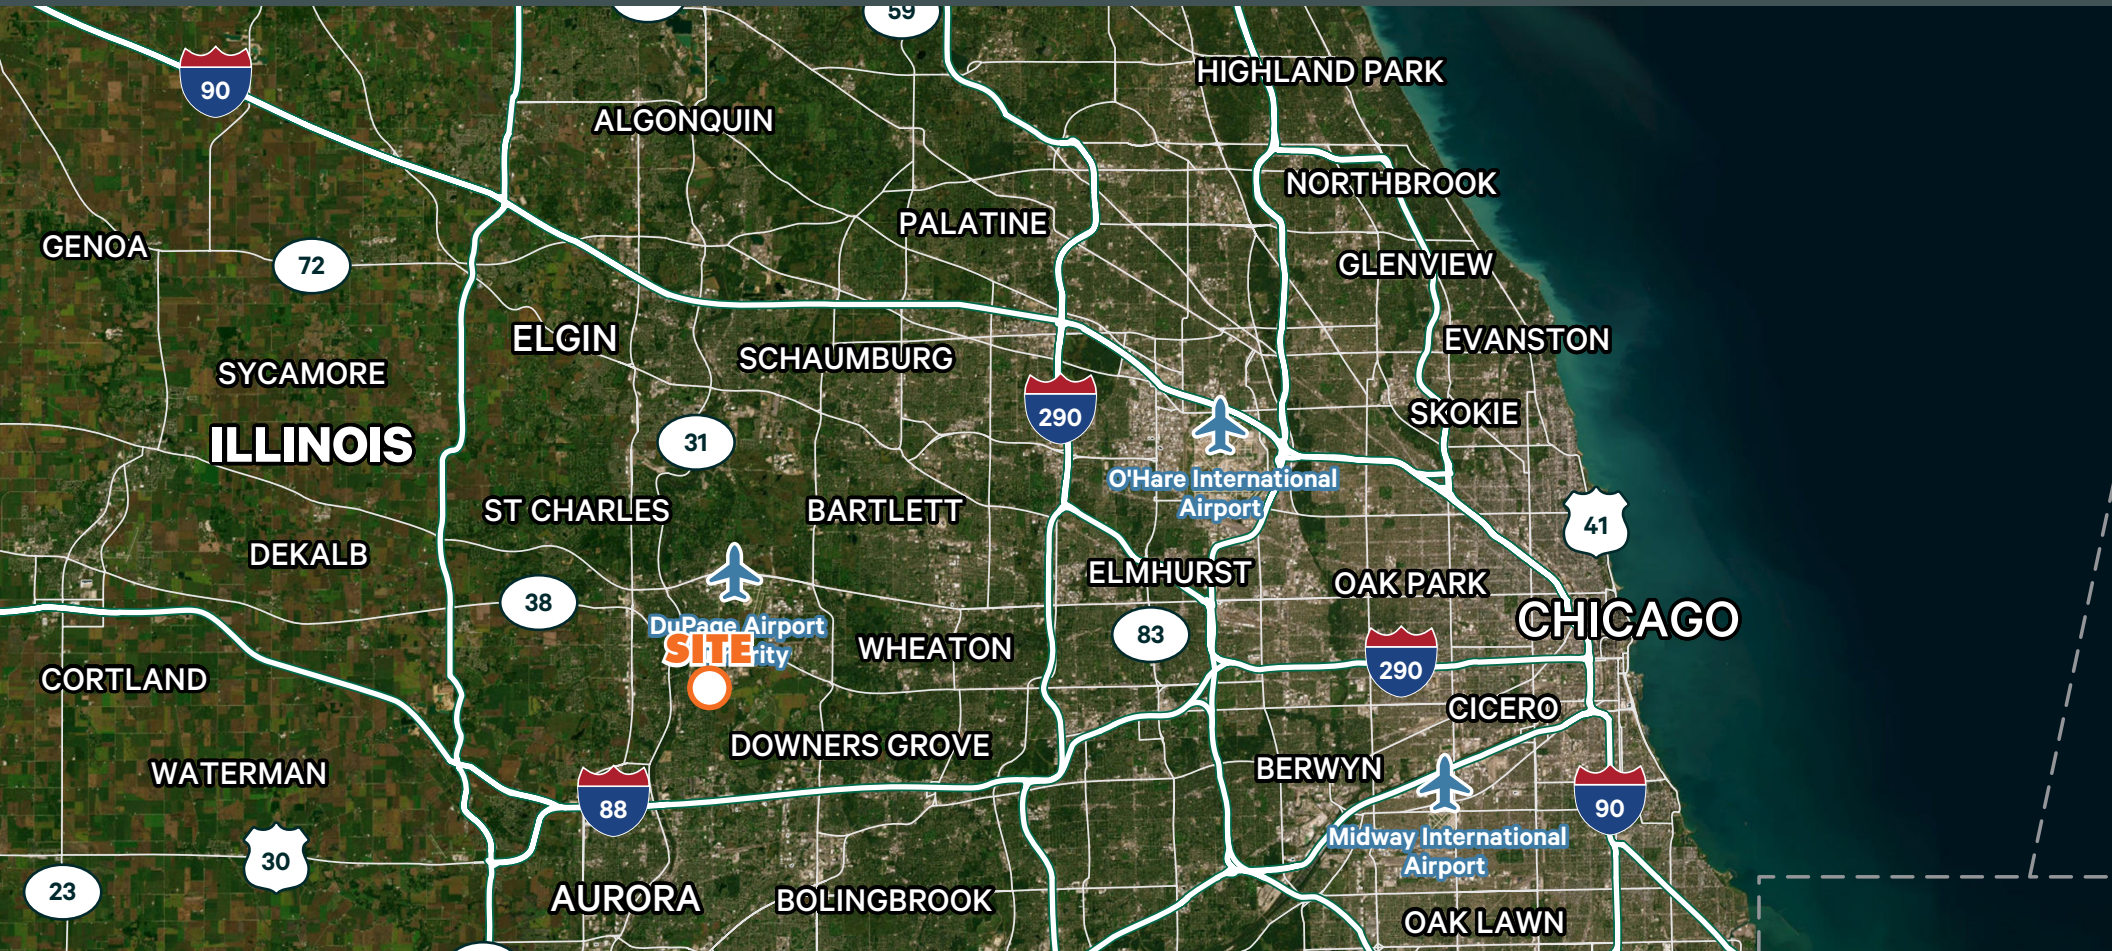 59
HIGHLAND PARK
90
ALGONQUIN
NORTHBROOK
PALATINE
GENOA
72
GLENVIEW
ELGIN
EVANSTON
SCHAUMBURG
SYCAMORE
290
SKOKIE
ILLINOIS
31
O'Hare International
Airport
ST CHARLES
BARTLETT
41
DEKALB
ELMHURST
OAK PARK
38
CHICAGO
DuPage Airport
SITE
83
WHEATON
290
CORTLAND
CICERO
DOWNERS GROVE
WATERMAN
BERWYN
88
90
Midway International
Airport
30
23
AURORA
BOLINGBROOK
OAK LAWN